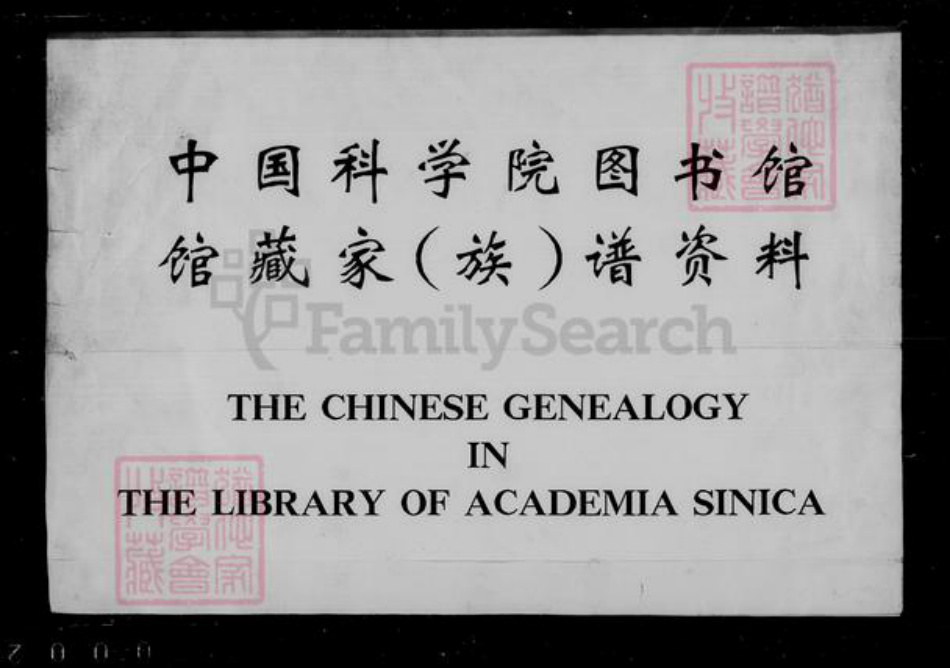 中国科学院图书馆
馆藏家（族）谱资料
FamilySearch
THE CHINESE GENEALOGY
IN
THE LIBRARY OF ACADEMIA SINICA